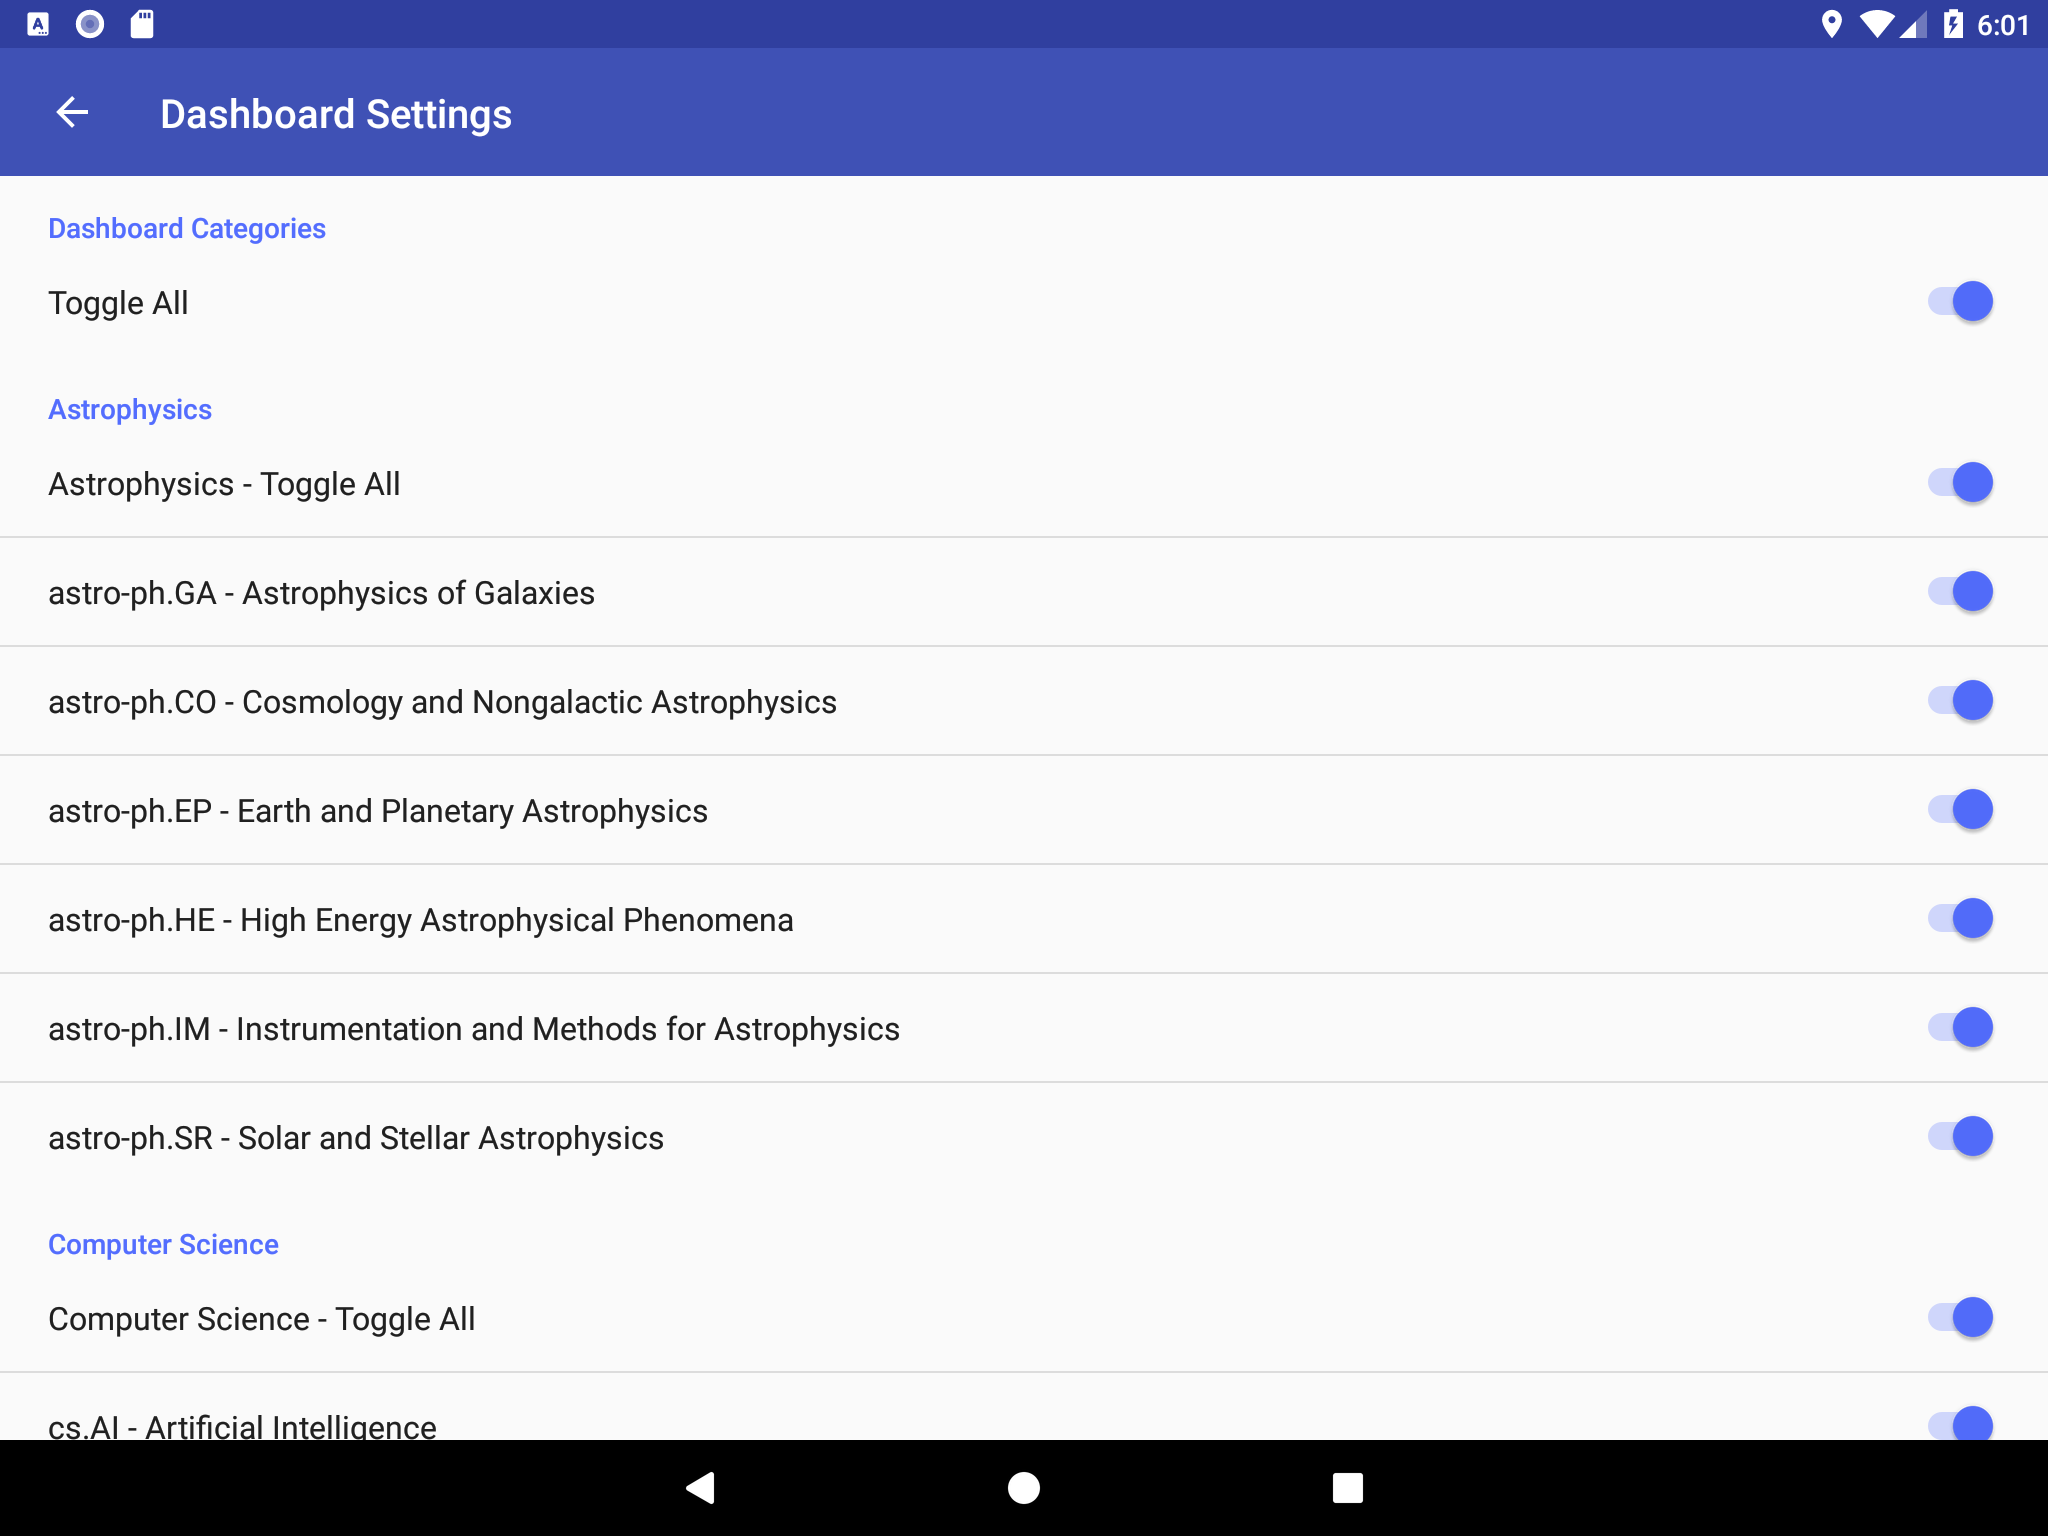 6:01
Dashboard Settings
Dashboard Categories
Toggle All
Astrophysics
Astrophysics - Toggle All
astro-ph.GA - Astrophysics of Galaxies
astro-ph.CO - Cosmology and Nongalactic Astrophysics
astro-ph.EP - Earth and Planetary Astrophysics
astro-ph.HE - High Energy Astrophysical Phenomena
astro-ph.IM - Instrumentation and Methods for Astrophysics
astro-ph.SR - Solar and Stellar Astrophysics
Computer Science
Computer Science - Toggle All
cs.AI - Artificial Intelligence